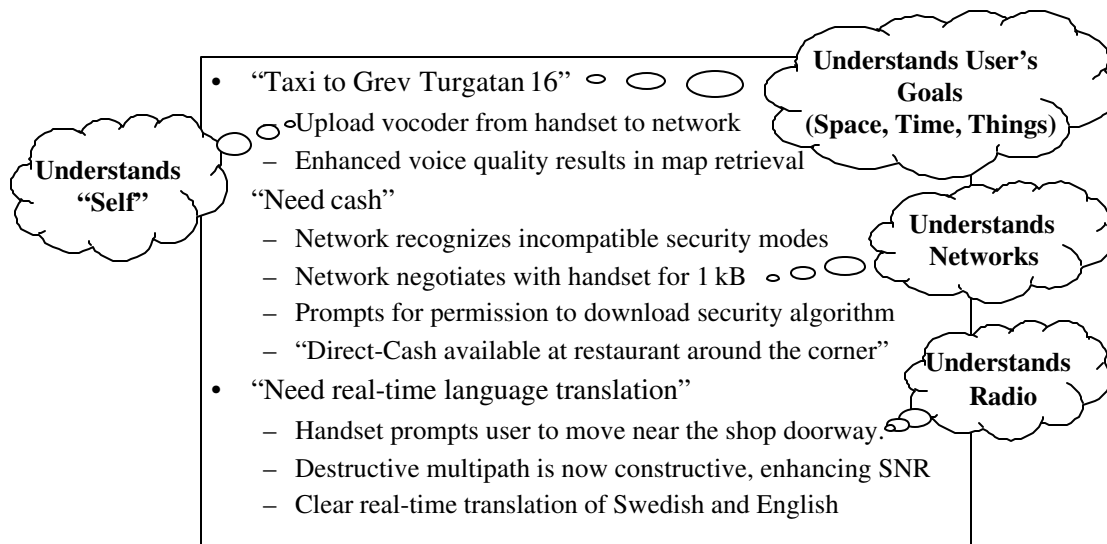 • “Taxi to Grev Turgatan 16”
– Upload vocoder from handset to network
– Enhanced voice quality results in map retrieval
“Need cash”
– Network recognizes incompatible security modes
– Network negotiates with handset for 1 kB
– Prompts for permission to download security algorithm
– “Direct-Cash available at restaurant around the corner”
• “Need real-time language translation”
– Handset prompts user to move near the shop doorway.
– Destructive multipath is now constructive, enhancing SNR
– Clear real-time translation of Swedish and English
Understands
“Self”
Understands User’s
Goals
(Space, Time, Things)
Understands
Networks
Understands
Radio